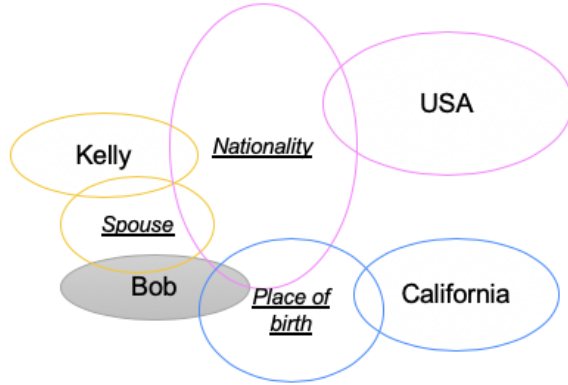 USA
Nationality
Kelly
Spouse
Bob
Place of
birth
California